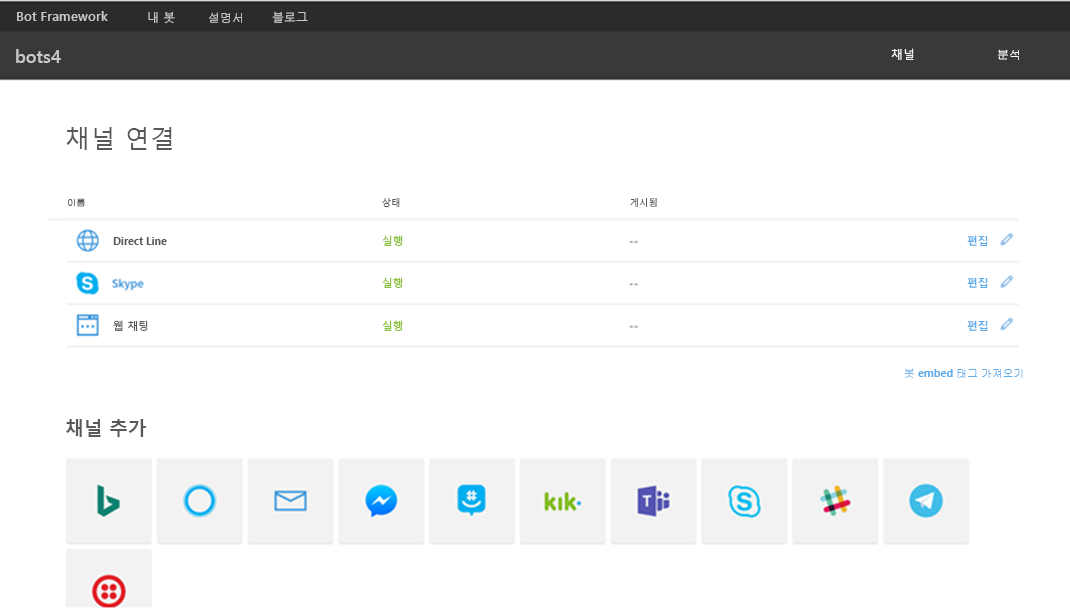 Bot Framework 내 봇 설명서 블로그
bots4 채널 분석
채널 연결
이름 상태 게시됨
Direct Line 실행 -- 편집
Skype 실행 -- 편집
웹 채팅 실행 -- 편집
봇 embed 태그 가져오기
채널 추가
kik·